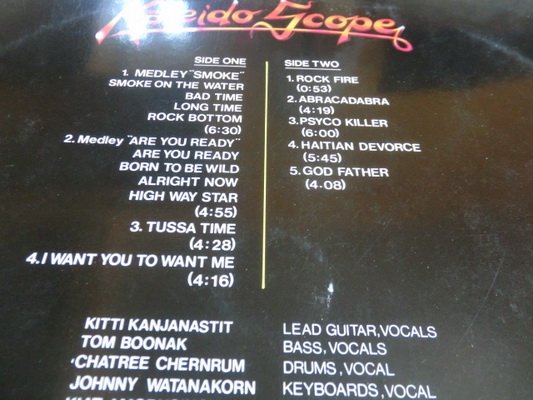 Kaleido Scope
SIDE ONE
1. MEDLEY "SMOKE"
SMOKE ON THE WATER
BAD TIME
LONG TIME
ROCK BOTTOM
(6:30)
2. Medley "ARE YOU READY"
ARE YOU READY
BORN TO BE WILD
ALRIGHT NOW
HIGH WAY STAR
(4:55)
3. TUSSA TIME
(4:28)
4. I WANT YOU TO WANT ME
(4:16)
SIDE TWO
1. ROCK FIRE
(0:53)
2. ABRACADABRA
(4:19)
3. PSYCO KILLER
(6:00)
4. HAITIAN DEVORCE
(5:45)
5. GOD FATHER
(4.08)
KITTI KANJANASTIT LEAD GUITAR, VOCALS
TOM BOONAK BASS, VOCALS
CHATREE CHERNRUM DRUMS, VOCAL
JOHNNY WATANAKORN KEYBOARDS, VOCAL